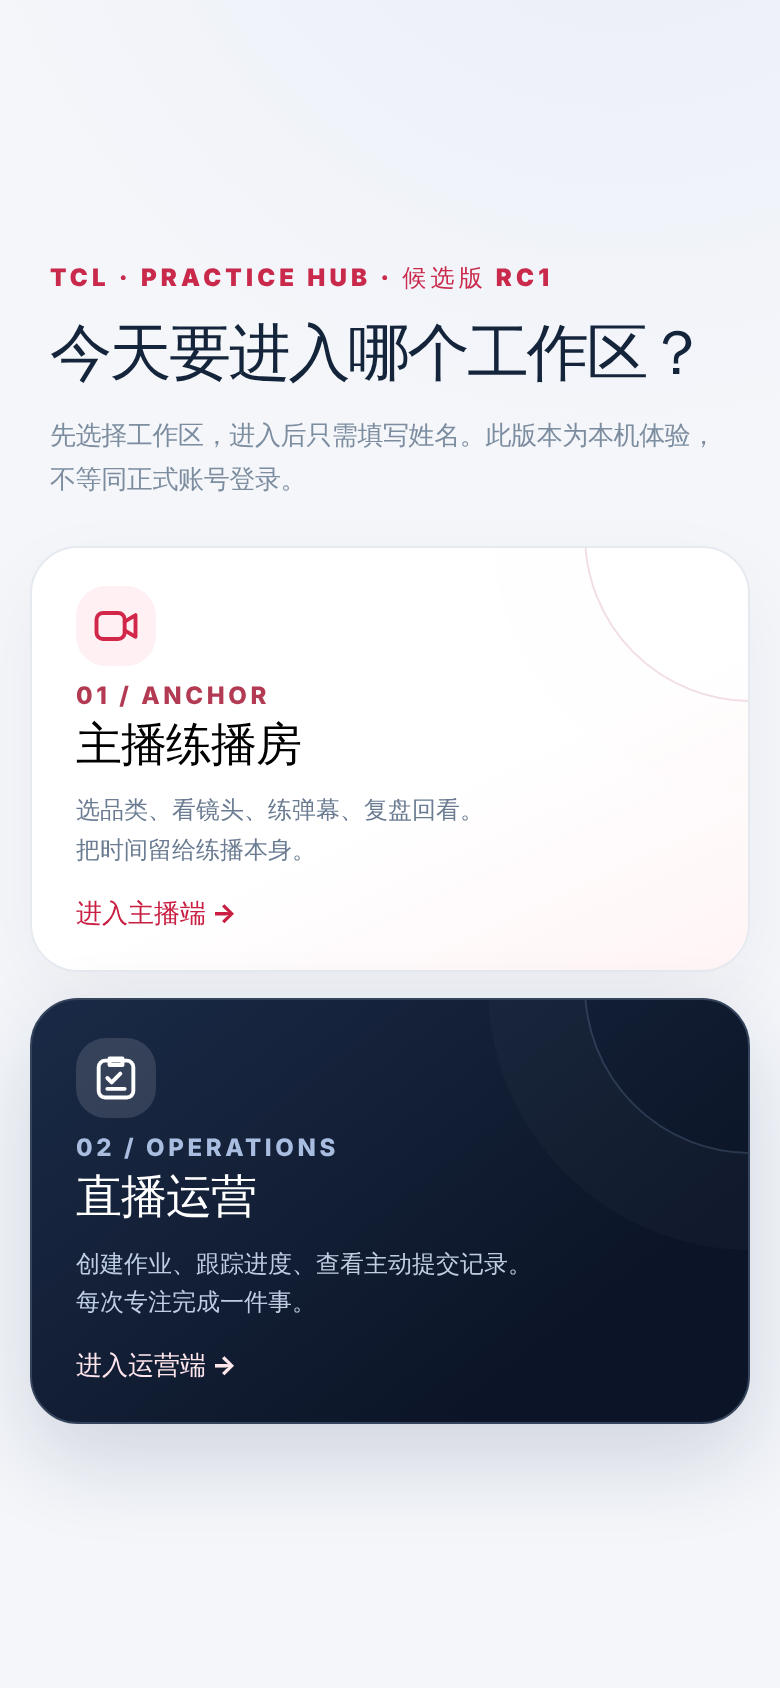 TCL · PRACTICE HUB · 候选版 RC1
今天要进入哪个工作区？
先选择工作区，进入后只需填写姓名。此版本为本机体验，
不等同正式账号登录。
01 / ANCHOR
主播练播房
选品类、看镜头、练弹幕、复盘回看。
把时间留给练播本身。
进入主播端 →
02 / OPERATIONS
直播运营
创建作业、跟踪进度、查看主动提交记录。
每次专注完成一件事。
进入运营端 →